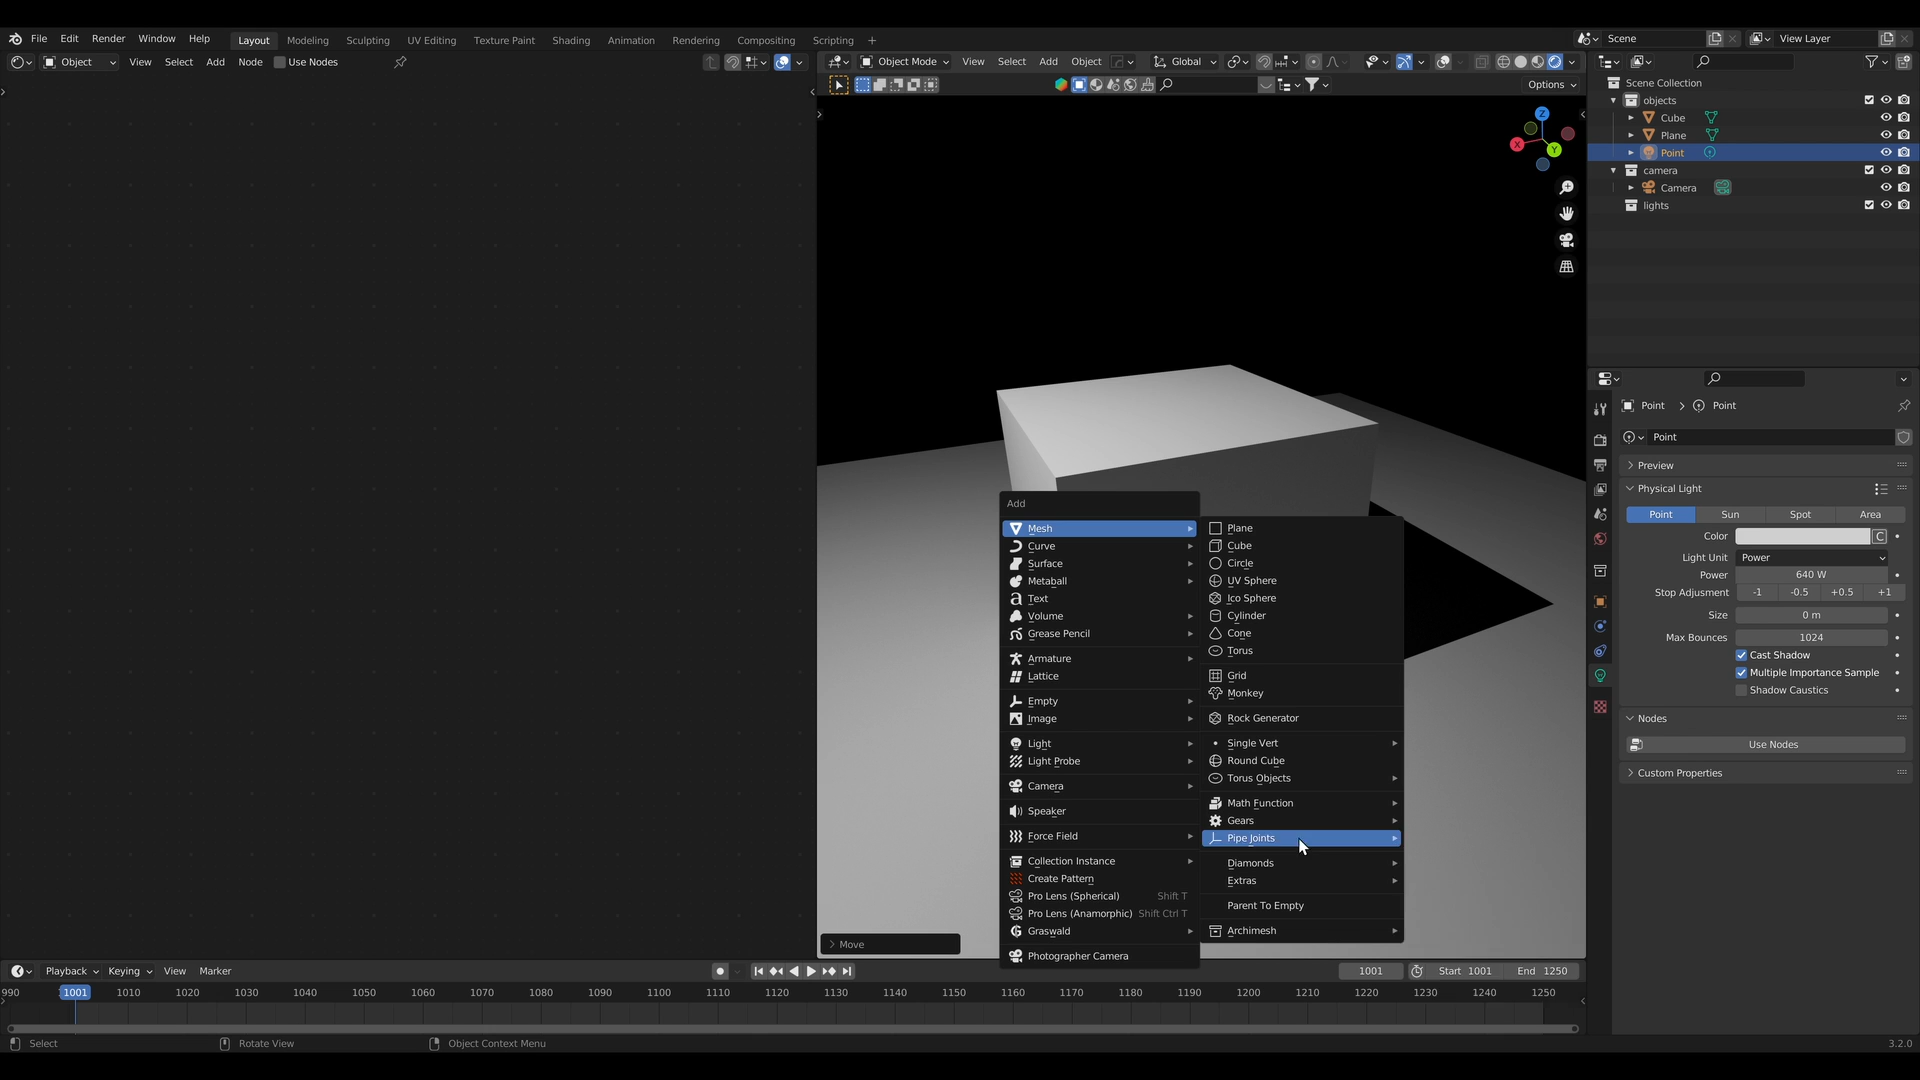 File Edit Render Window Help Layout Modeling Sculpting UV Editing Texture Paint Shading Animation Rendering Compositing Scripting + Scene View Layer
Object View Select Add Object Node Use Nodes
Object Mode View Select Add Object Global
Options
Scene Collection
objects
Cube
Plane
Point
camera
Camera
lights
Z
X
Y
Point > Point
Point
Preview
Physical Light
Point Sun Spot Area
Color C
Light Unit Power
Power 640 W
Stop Adjusment -1 -0.5 +0.5 +1
Size 0 m
Max Bounces 1024
Cast Shadow
Multiple Importance Sample
Shadow Caustics
Nodes
Use Nodes
Custom Properties
Add
Mesh
Curve
Surface
Metaball
Text
Volume
Grease Pencil
Armature
Lattice
Empty
Image
Light
Light Probe
Camera
Speaker
Force Field
Collection Instance
Create Pattern
Pro Lens (Spherical) Shift T
Pro Lens (Anamorphic) Shift Ctrl T
Graswald
Photographer Camera
Plane
Cube
Circle
UV Sphere
Ico Sphere
Cylinder
Cone
Torus
Grid
Monkey
Rock Generator
Single Vert
Round Cube
Torus Objects
Math Function
Gears
Pipe Joints
Diamonds
Extras
Parent To Empty
Archimesh
Move
Playback Keying View Marker 1001 Start 1001 End 1250
990 1001 1010 1020 1030 1040 1050 1060 1070 1080 1090 1100 1110 1120 1130 1140 1150 1160 1170 1180 1190 1200 1210 1220 1230 1240 1250
Select Rotate View Object Context Menu 3.2.0